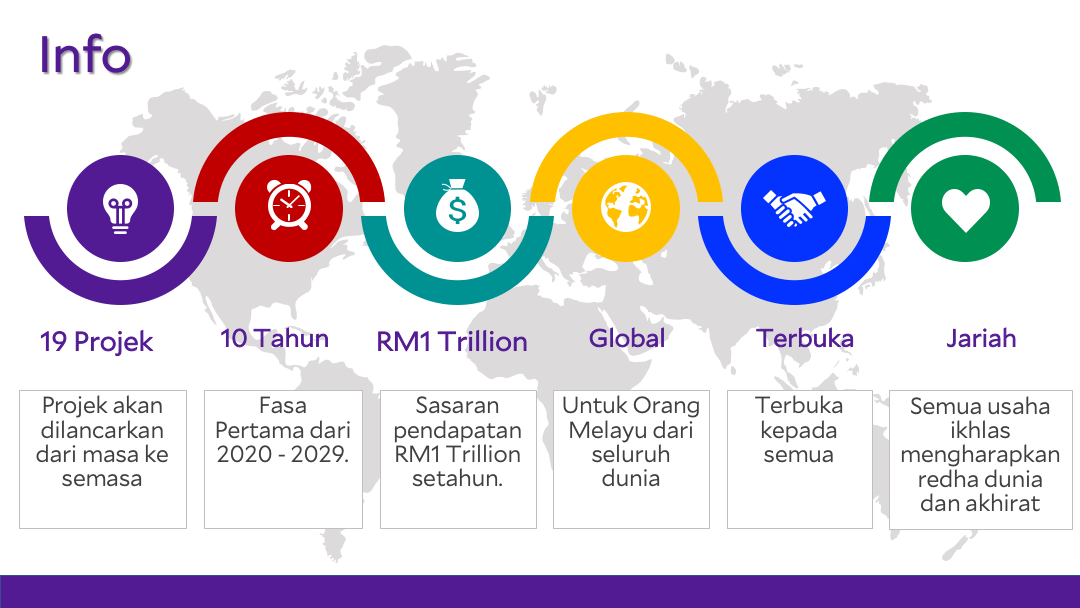 Info
19 Projek
Projek akan
dilancarkan
dari masa ke
semasa
10 Tahun
Fasa
Pertama dari
2020 - 2029.
RM1 Trillion
Sasaran
pendapatan
RM1 Trillion
setahun.
Global
Untuk Orang
Melayu dari
seluruh
dunia
Terbuka
Terbuka
kepada
semua
Jariah
Semua usaha
ikhlas
mengharapkan
redha dunia
dan akhirat